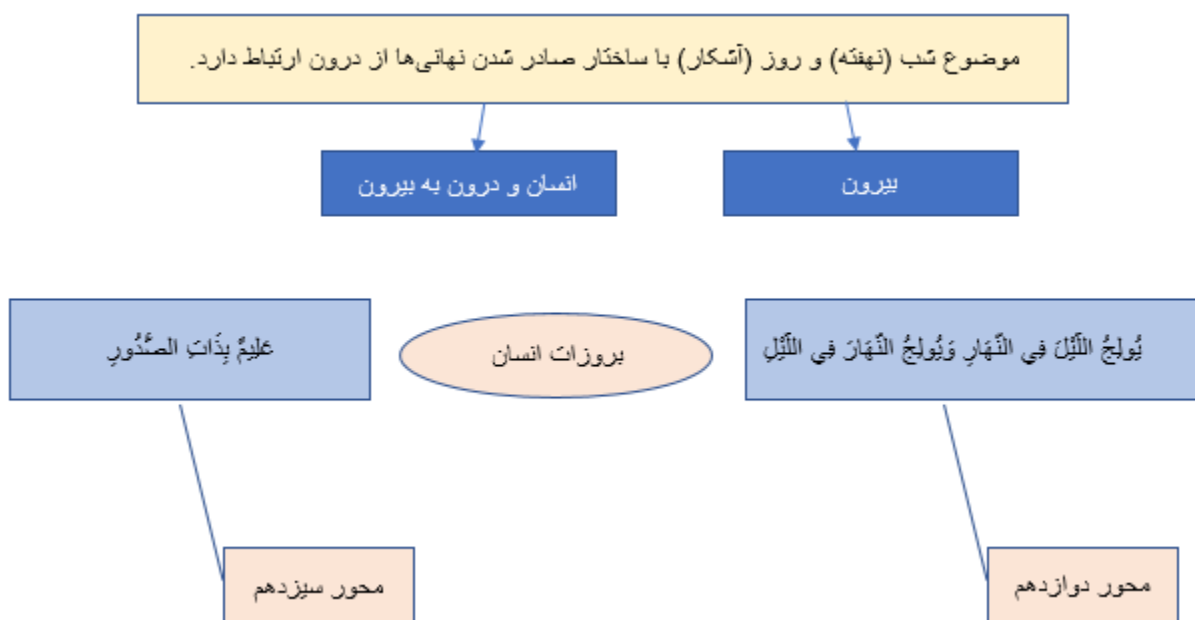 موضوع شب (نهفته) و روز (آشکار) با ساختار صادر شدن نهانی‌ها از درون ارتباط دارد.
بیرون
انسان و درون به بیرون
يُولِجُ اللَّيْلَ فِي النَّهَارِ وَيُولِجُ النَّهَارَ فِي اللَّيْلِ
بروزات انسان
عَلِيمٌ بِذَاتِ الصُّدُورِ
محور دوازدهم
محور سیزدهم